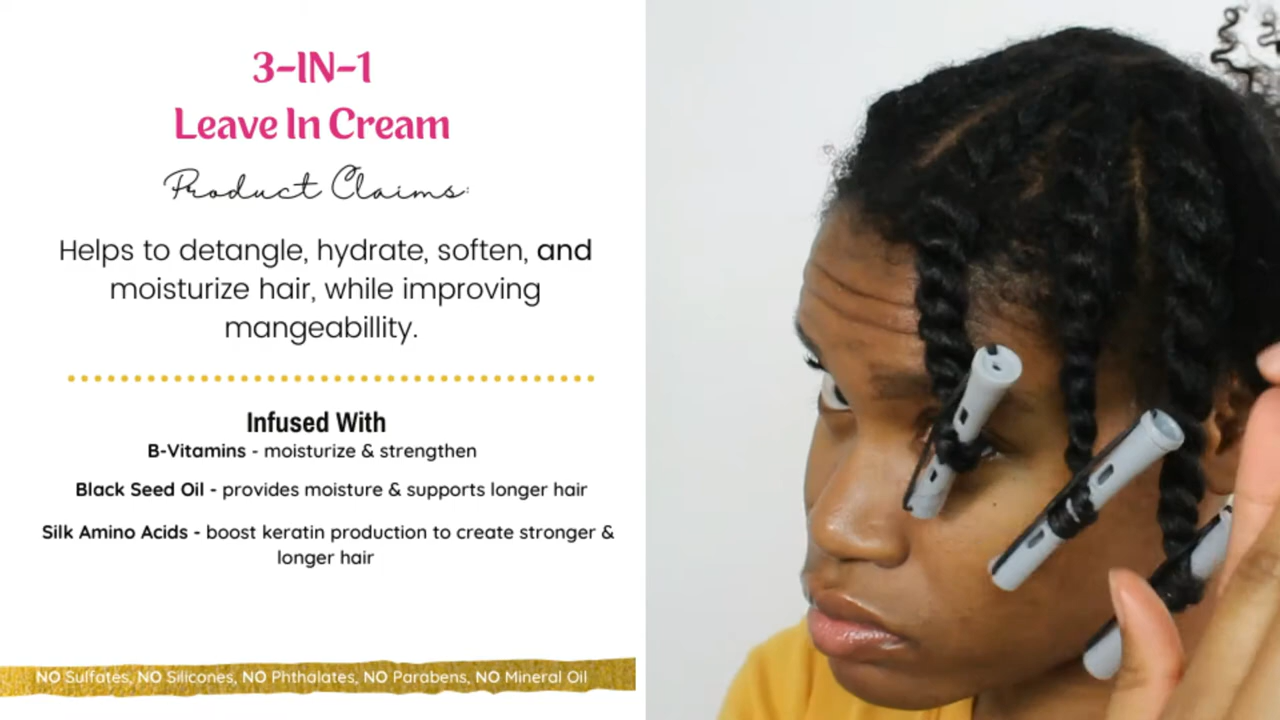 3-IN-1
Leave In Cream
Product Claims:
Helps to detangle, hydrate, soften, and
moisturize hair, while improving
mangeabillity.
Infused With
B-Vitamins - moisturize & strengthen
Black Seed Oil - provides moisture & supports longer hair
Silk Amino Acids - boost keratin production to create stronger &
longer hair
NO Sulfates, NO Silicones, NO Phthalates, NO Parabens, NO Mineral Oil